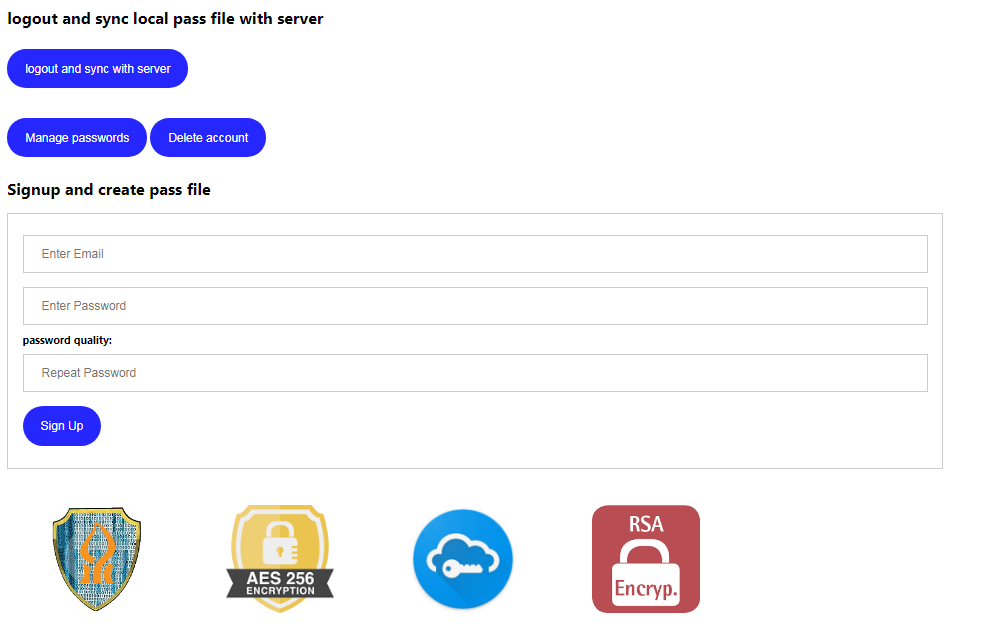 logout and sync local pass file with server
logout and sync with server
Manage passwords Delete account
Signup and create pass file
Enter Email
Enter Password
password quality:
Repeat Password
Sign Up
AES 256
ENCRYPTION
RSA
Encryp.